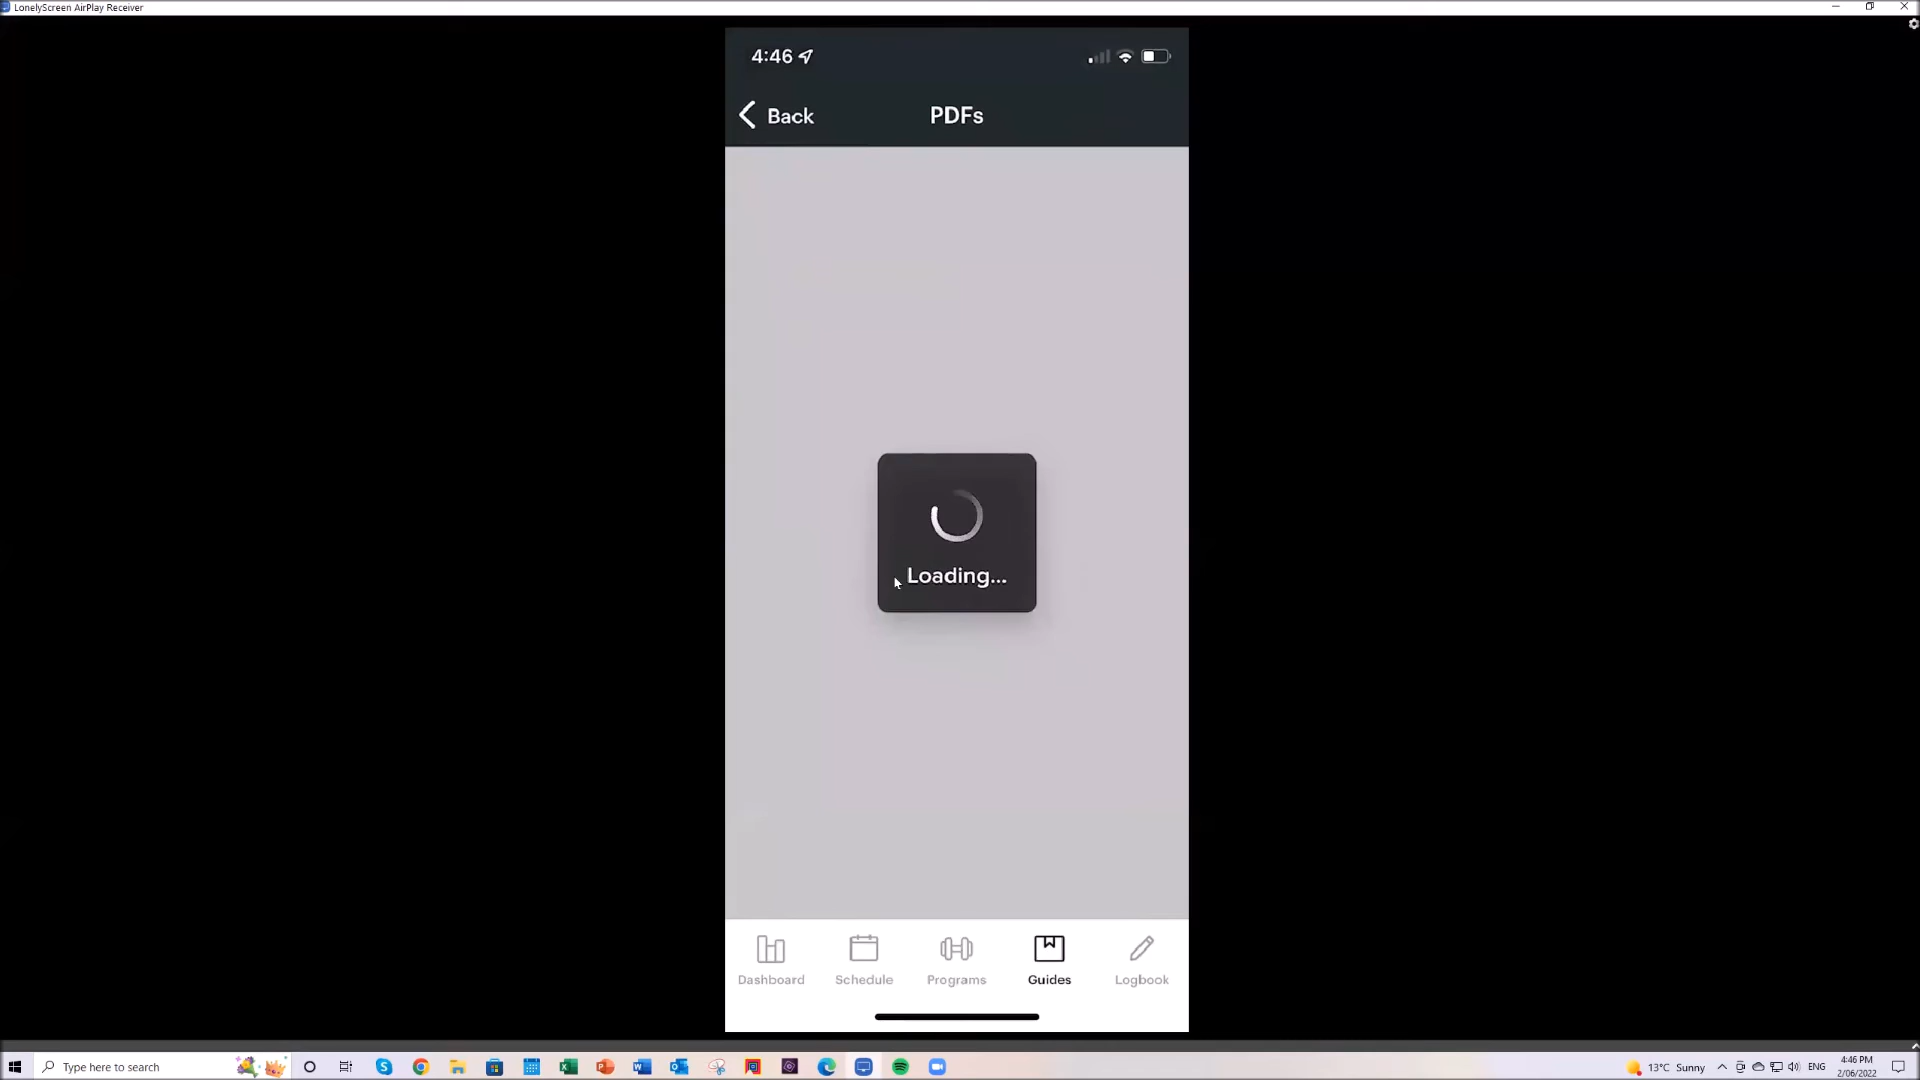 LonelyScreen AirPlay Receiver
4:46
Back
PDFs
Loading...
Dashboard
Schedule
Programs
Guides
Logbook
Type here to search
13°C Sunny
ENG
4:46 PM
2/06/2022